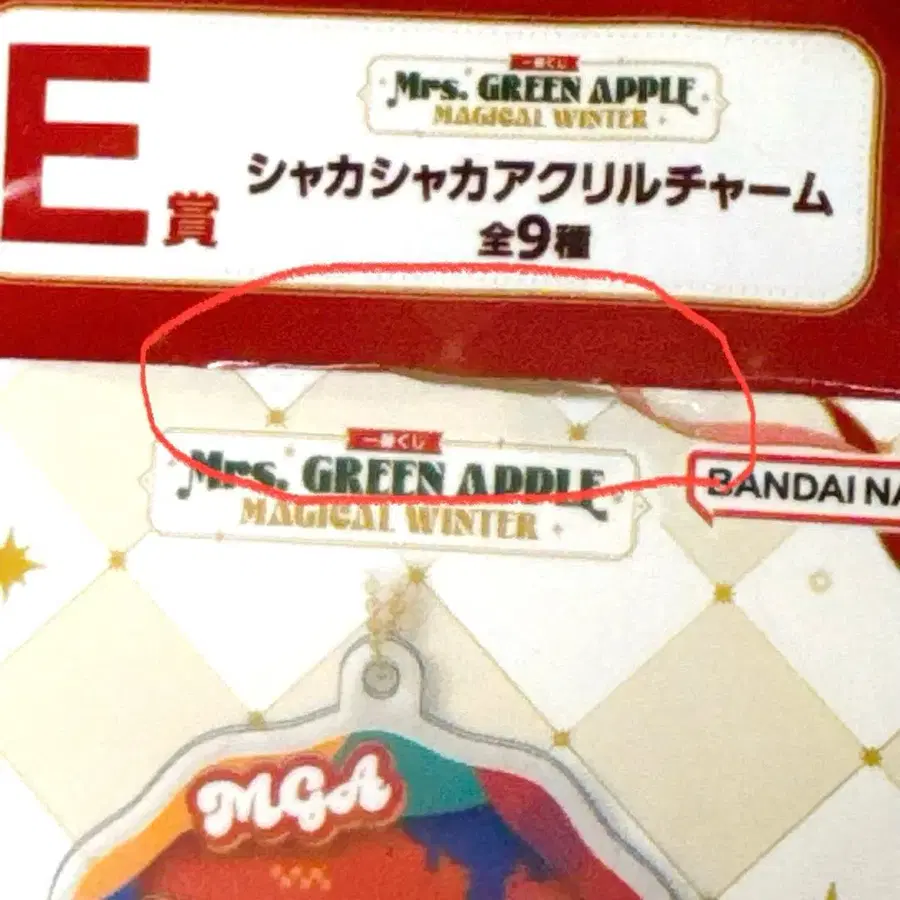 E賞
一番くじ
Mrs. GREEN APPLE
MAGICAL WINTER
シャカシャカアクリルチャーム
全9種
一番くじ
Mrs. GREEN APPLE
MAGICAL WINTER
BANDAI NA
MGA